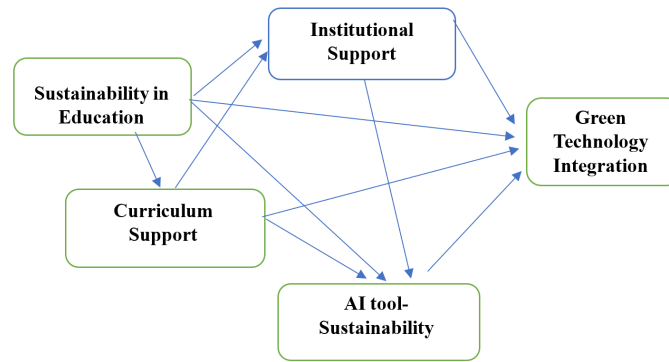 Institutional
Support
Sustainability in
Education
Green
Technology
Integration
Curriculum
Support
AI tool-
Sustainability